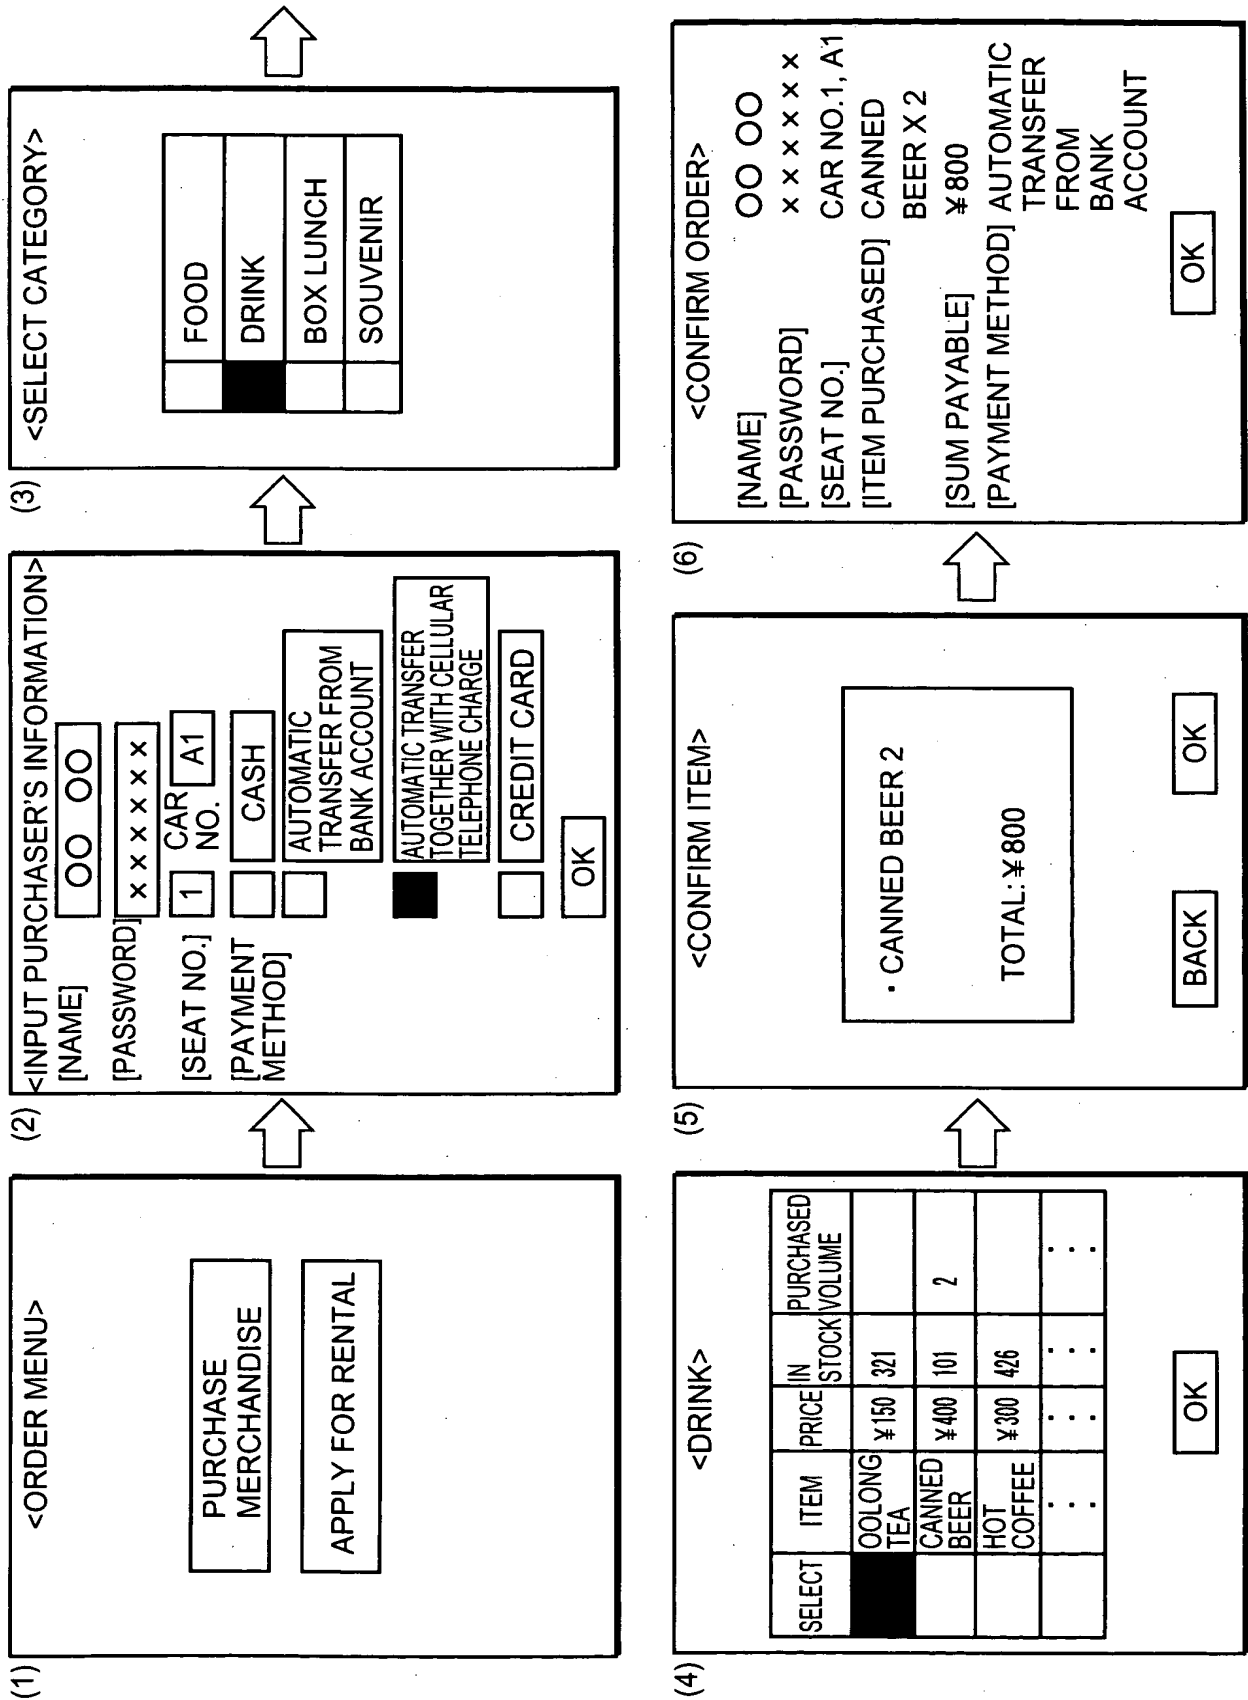 (1)
<ORDER MENU>
PURCHASE
MERCHANDISE
APPLY FOR RENTAL
(2)
<INPUT PURCHASER'S INFORMATION>
[NAME] OO OO
[PASSWORD] × × × × × ×
[SEAT NO.] 1 CAR NO. A1
[PAYMENT METHOD]
CASH
AUTOMATIC
TRANSFER FROM
BANK ACCOUNT
AUTOMATIC TRANSFER
TOGETHER WITH CELLULAR
TELEPHONE CHARGE
CREDIT CARD
OK
(3)
<SELECT CATEGORY>
FOOD
DRINK
BOX LUNCH
SOUVENIR
(4)
<DRINK>
SELECT ITEM PRICE IN STOCK PURCHASED VOLUME
OOLONG TEA ¥150 321
CANNED BEER ¥400 101 2
HOT COFFEE ¥300 426
. . . . . . . . . . . .
OK
(5)
<CONFIRM ITEM>
· CANNED BEER 2
TOTAL:¥800
BACK OK
(6)
<CONFIRM ORDER>
[NAME] OO OO
[PASSWORD] × × × × × ×
[SEAT NO.] CAR NO.1, A1
[ITEM PURCHASED] CANNED
BEER X 2
[SUM PAYABLE] ¥800
[PAYMENT METHOD] AUTOMATIC
TRANSFER
FROM
BANK
ACCOUNT
OK